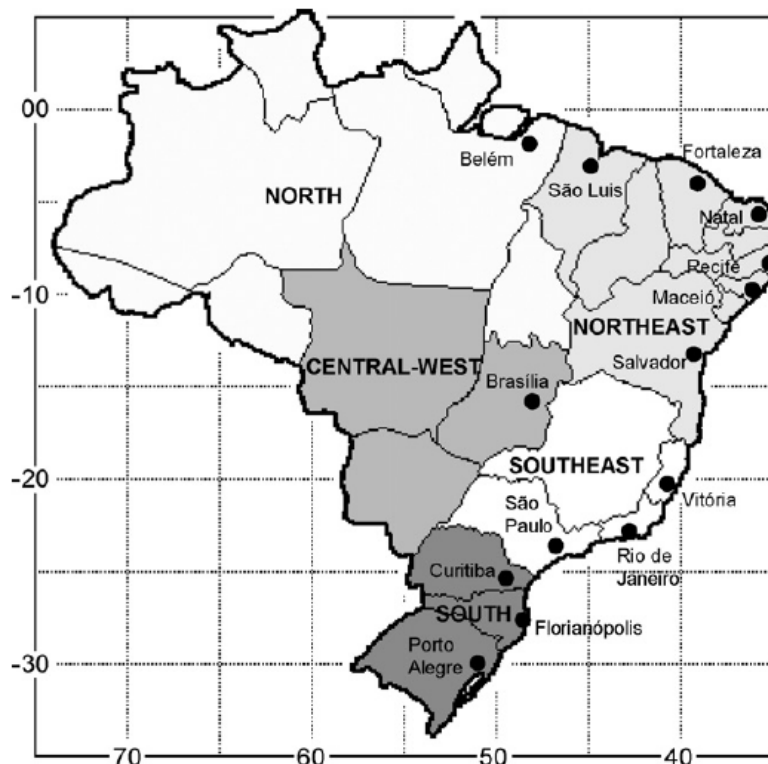 00
-10
-20
-30
-70
-60
-50
-40
NORTH
Belém
São Luis
Fortaleza
Natal
Recife
Maceió
NORTHEAST
Salvador
CENTRAL-WEST
Brasília
SOUTHEAST
São
Paulo
Vitória
Rio de
Janeiro
Curitiba
SOUTH
Florianópolis
Porto
Alegre